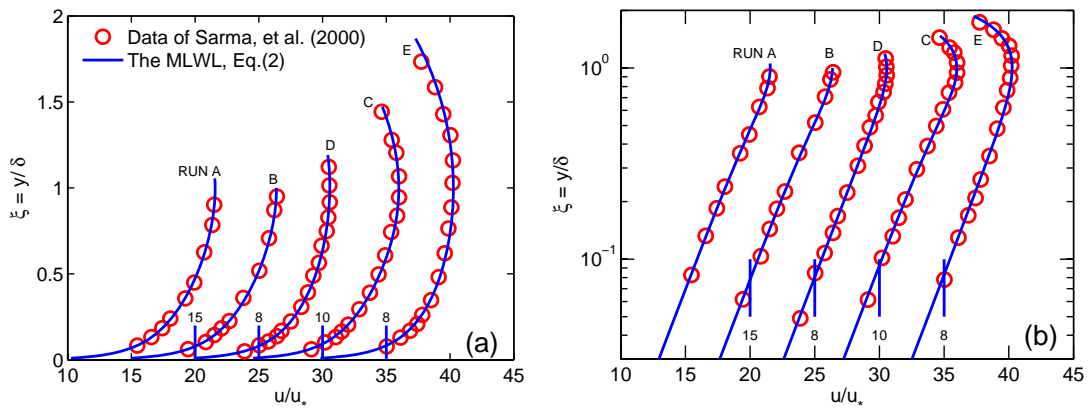 Data of Sarma, et al. (2000)
The MLWL, Eq.(2)
E
C
D
RUN A
B
15
8
10
8
(a)
2
1.5
1
0.5
0
ξ = y/δ
10
15
20
25
30
35
40
45
u/u*
RUN A
B
D
C
E
15
8
10
8
(b)
10^0
10^-1
ξ = y/δ
10
15
20
25
30
35
40
45
u/u*